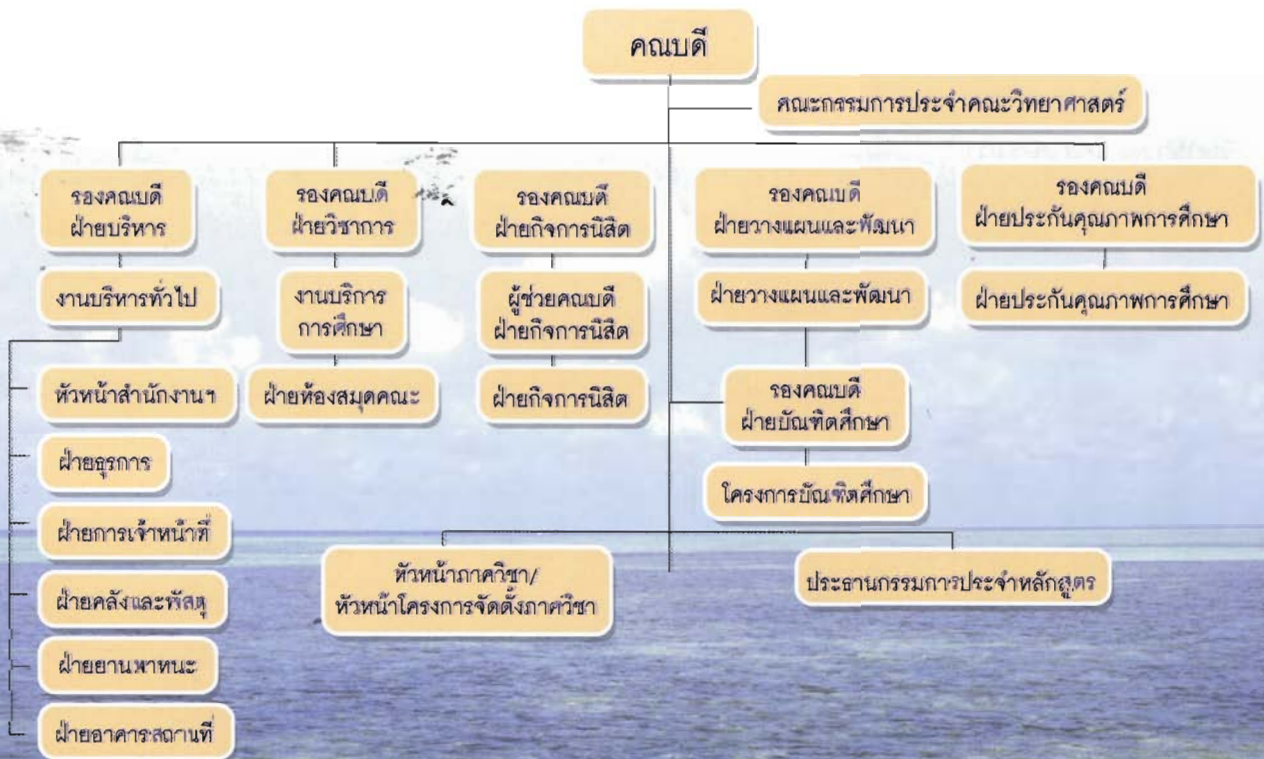 คณบดี
คณะกรรมการประจำคณะวิทยาศาสตร์
รองคณบดี
ฝ่ายบริหาร
งานบริหารทั่วไป
หัวหน้าสำนักงานฯ
ฝ่ายธุรการ
ฝ่ายการเจ้าหน้าที่
ฝ่ายคลังและพัสดุ
ฝ่ายยานพาหนะ
ฝ่ายอาคารสถานที่
รองคณบดี
ฝ่ายวิชาการ
งานบริการ
การศึกษา
ฝ่ายห้องสมุดคณะ
รองคณบดี
ฝ่ายกิจการนิสิต
ผู้ช่วยคณบดี
ฝ่ายกิจการนิสิต
ฝ่ายกิจการนิสิต
รองคณบดี
ฝ่ายวางแผนและพัฒนา
ฝ่ายวางแผนและพัฒนา
รองคณบดี
ฝ่ายบัณฑิตศึกษา
โครงการบัณฑิตศึกษา
รองคณบดี
ฝ่ายประกันคุณภาพการศึกษา
ฝ่ายประกันคุณภาพการศึกษา
หัวหน้าภาควิชา/
หัวหน้าโครงการจัดตั้งภาควิชา
ประธานกรรมการประจำหลักสูตร